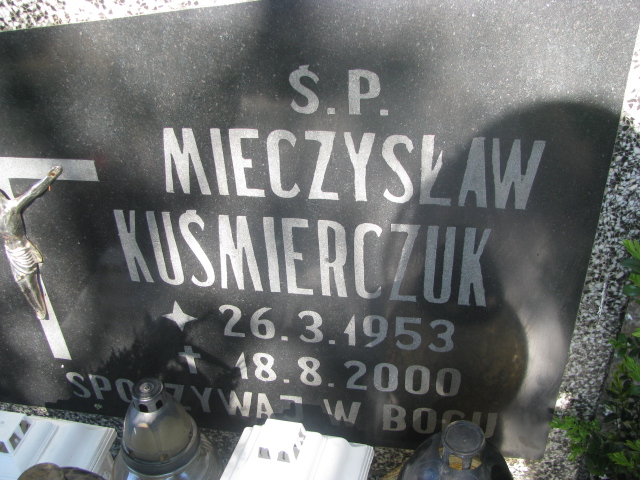 Ś.P.
MIECZYSŁAW
KUŚMIERCZUK
26.3.1953
18.8.2000
SPOCZYWAJ W BOGU